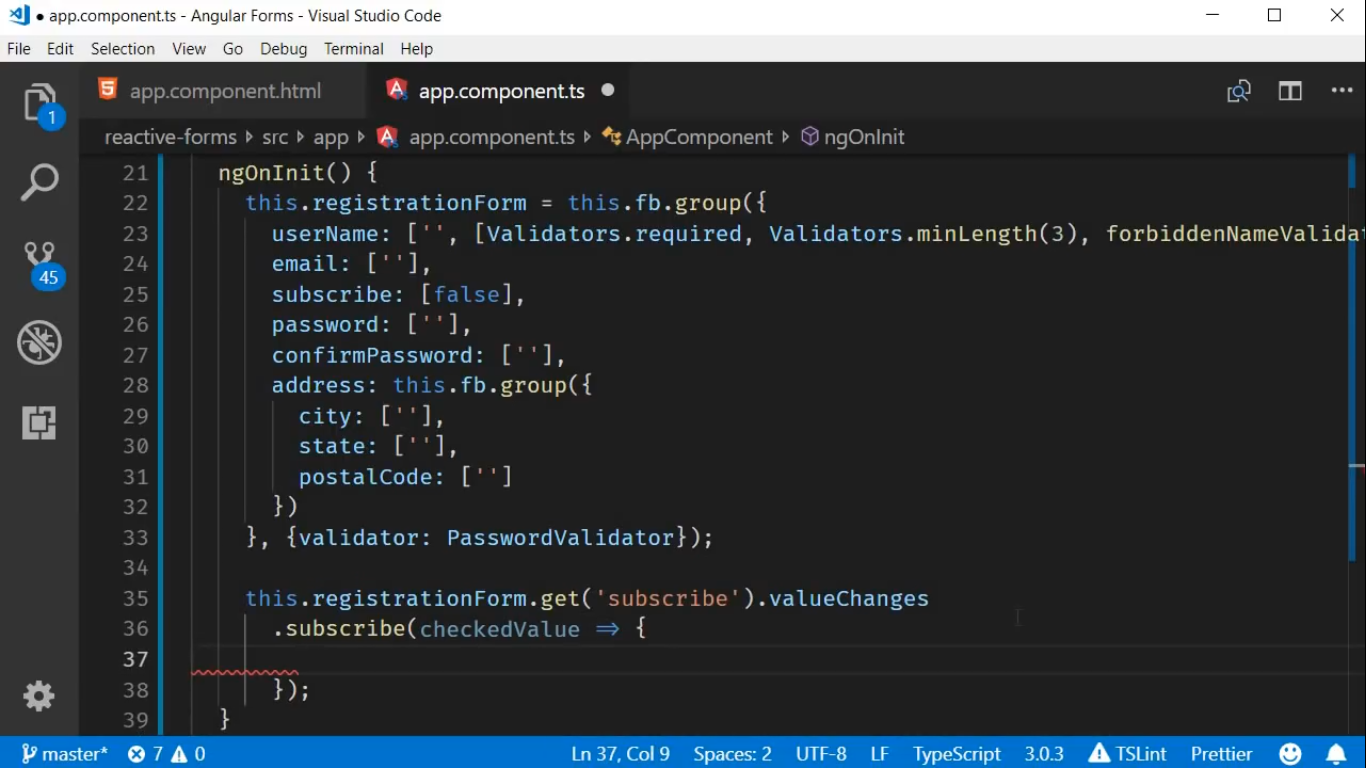 ● app.component.ts - Angular Forms - Visual Studio Code
File Edit Selection View Go Debug Terminal Help
1
app.component.html
app.component.ts ●
reactive-forms ▸ src ▸ app ▸ app.component.ts ▸ AppComponent ▸ ngOnInit
45
21 ngOnInit() {
22 this.registrationForm = this.fb.group({
23 userName: ['', [Validators.required, Validators.minLength(3), forbiddenNameValidat
24 email: [''],
25 subscribe: [false],
26 password: [''],
27 confirmPassword: [''],
28 address: this.fb.group({
29 city: [''],
30 state: [''],
31 postalCode: ['']
32 })
33 }, {validator: PasswordValidator});
34
35 this.registrationForm.get('subscribe').valueChanges
36 .subscribe(checkedValue => {
37
38 });
39 }
master* 7 0 Ln 37, Col 9 Spaces: 2 UTF-8 LF TypeScript 3.0.3 TSLint Prettier